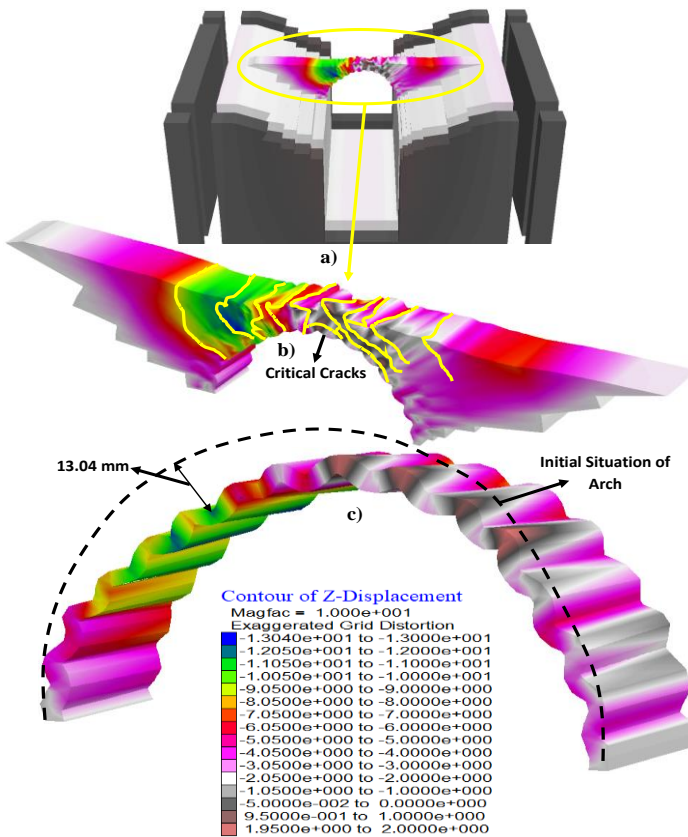 a)
b)
Critical Cracks
13.04 mm
Initial Situation of
Arch
c)
Contour of Z-Displacement
Magfac = 1.000e+001
Exaggerated Grid Distortion
-1.3040e+001 to -1.3000e+001
-1.2050e+001 to -1.2000e+001
-1.1050e+001 to -1.1000e+001
-1.0050e+001 to -1.0000e+001
-9.0500e+000 to -9.0000e+000
-8.0500e+000 to -8.0000e+000
-7.0500e+000 to -7.0000e+000
-6.0500e+000 to -6.0000e+000
-5.0500e+000 to -5.0000e+000
-4.0500e+000 to -4.0000e+000
-3.0500e+000 to -3.0000e+000
-2.0500e+000 to -2.0000e+000
-1.0500e+000 to -1.0000e+000
-5.0000e-002 to 0.0000e+000
9.5000e-001 to 1.0000e+000
1.9500e+000 to 2.0000e+000